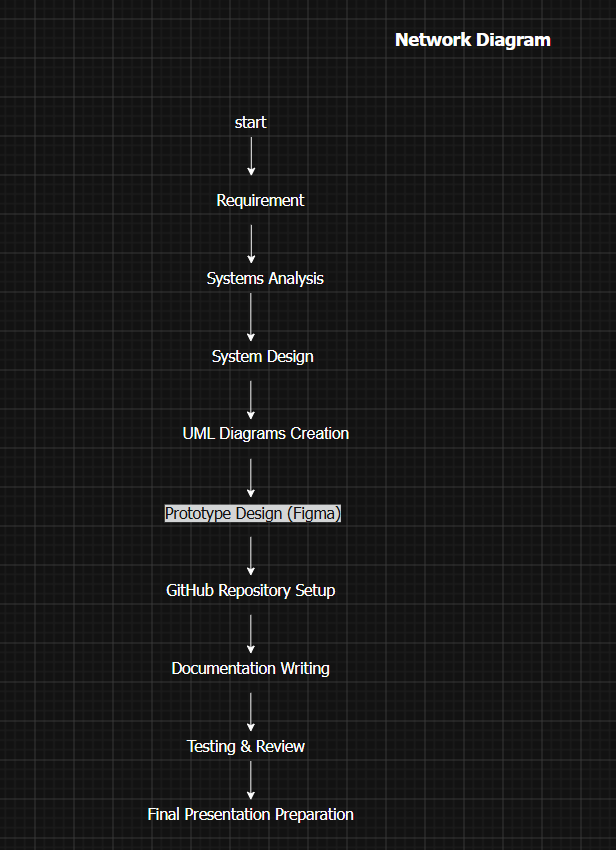 Network Diagram
start
Requirement
Systems Analysis
System Design
UML Diagrams Creation
Prototype Design (Figma)
GitHub Repository Setup
Documentation Writing
Testing & Review
Final Presentation Preparation